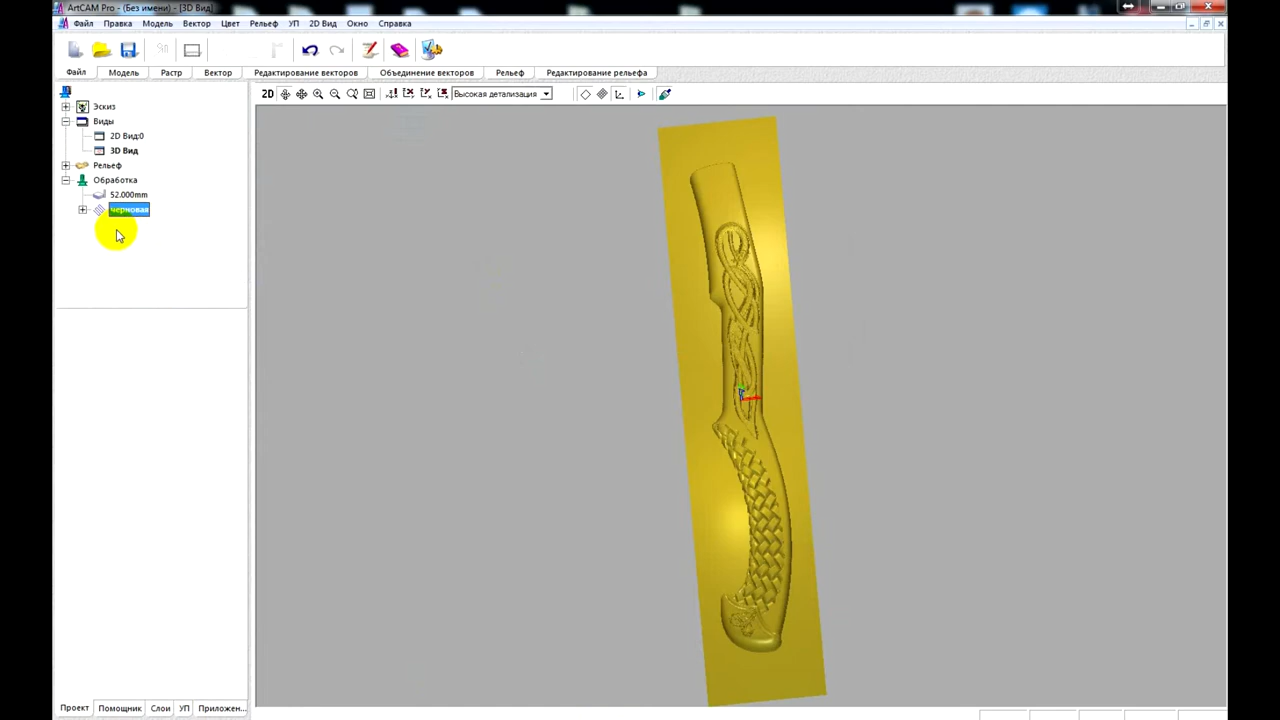 ArtCAM Pro - (Без имени) - [3D Вид]
Файл Правка Модель Вектор Цвет Рельеф УП 2D Вид Окно Справка
Файл Модель Растр Вектор Редактирование векторов Объединение векторов Рельеф Редактирование рельефа
2D Высокая детализация
Эскиз
Виды
2D Вид:0
3D Вид
Рельеф
Обработка
52.000mm
черновая
Проект Помощник Слои УП Приложен...